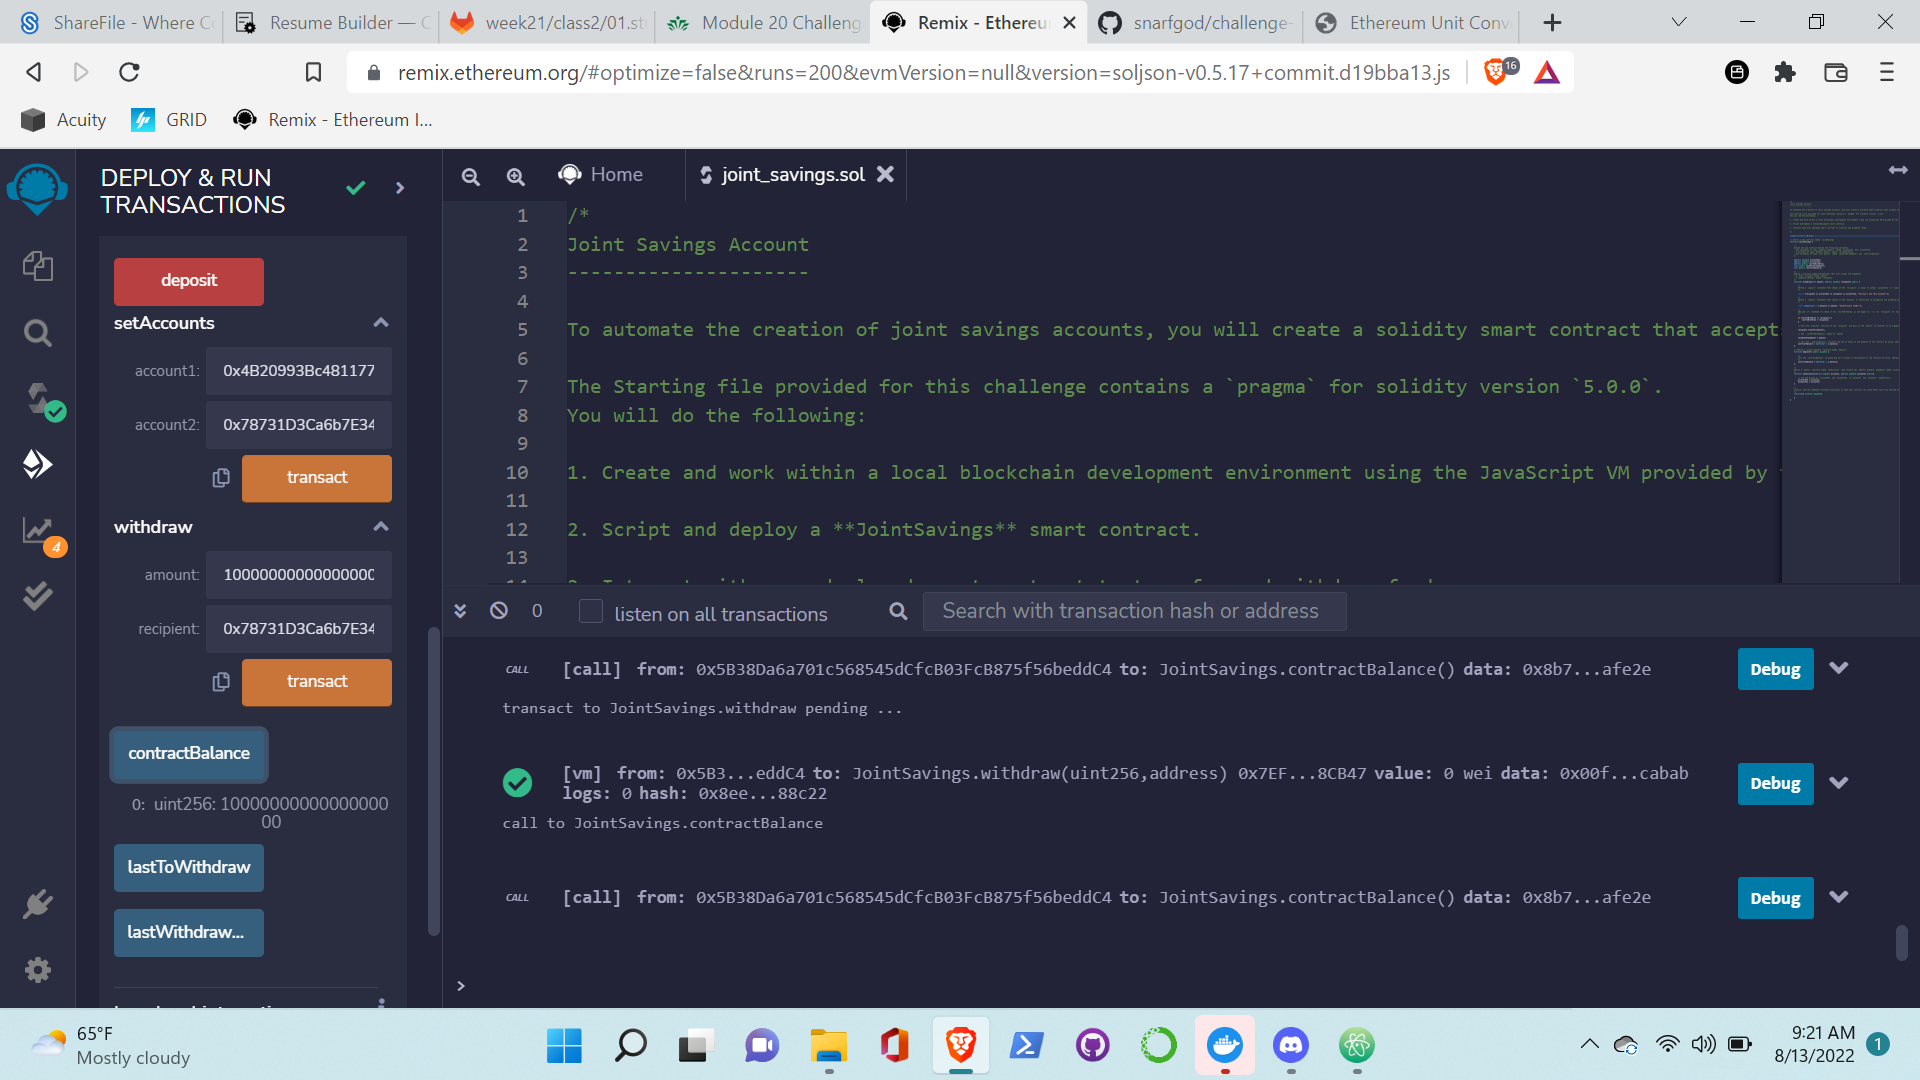 ShareFile - Where Co
Resume Builder — C
week21/class2/01.st
Module 20 Challeng
Remix - Ethereu
snarfgod/challenge-
Ethereum Unit Conv
remix.ethereum.org/#optimize=false&runs=200&evmVersion=null&version=soljson-v0.5.17+commit.d19bba13.js
16
Acuity
GRID
Remix - Ethereum I...
DEPLOY & RUN
TRANSACTIONS
Home
joint_savings.sol
deposit
setAccounts
account1: 0x4B20993Bc481177
account2: 0x78731D3Ca6b7E34
transact
withdraw
amount: 10000000000000000
recipient: 0x78731D3Ca6b7E34
transact
contractBalance
0: uint256: 10000000000000000
00
lastToWithdraw
lastWithdraw...
4
1 /*
2 Joint Savings Account
3 ---------------------
4
5 To automate the creation of joint savings accounts, you will create a solidity smart contract that accept
6
7 The Starting file provided for this challenge contains a `pragma` for solidity version `5.0.0`.
8 You will do the following:
9
10 1. Create and work within a local blockchain development environment using the JavaScript VM provided by
11
12 2. Script and deploy a **JointSavings** smart contract.
13
0
listen on all transactions
Search with transaction hash or address
CALL [call] from: 0x5B38Da6a701c568545dCfcB03FcB875f56beddC4 to: JointSavings.contractBalance() data: 0x8b7...afe2e
Debug
transact to JointSavings.withdraw pending ...
[vm] from: 0x5B3...eddC4 to: JointSavings.withdraw(uint256,address) 0x7EF...8CB47 value: 0 wei data: 0x00f...cabab
logs: 0 hash: 0x8ee...88c22
Debug
call to JointSavings.contractBalance
CALL [call] from: 0x5B38Da6a701c568545dCfcB03FcB875f56beddC4 to: JointSavings.contractBalance() data: 0x8b7...afe2e
Debug
>
65°F
Mostly cloudy
9:21 AM
8/13/2022
1